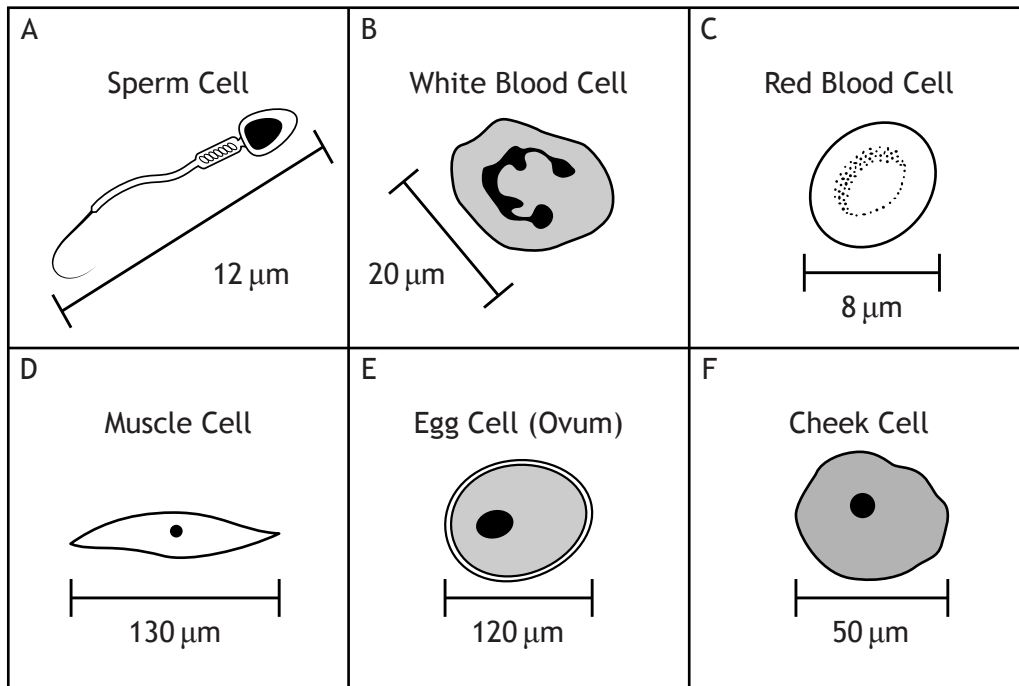 A
Sperm Cell
12 μm
B
White Blood Cell
20 μm
C
Red Blood Cell
8 μm
D
Muscle Cell
130 μm
E
Egg Cell (Ovum)
120 μm
F
Cheek Cell
50 μm